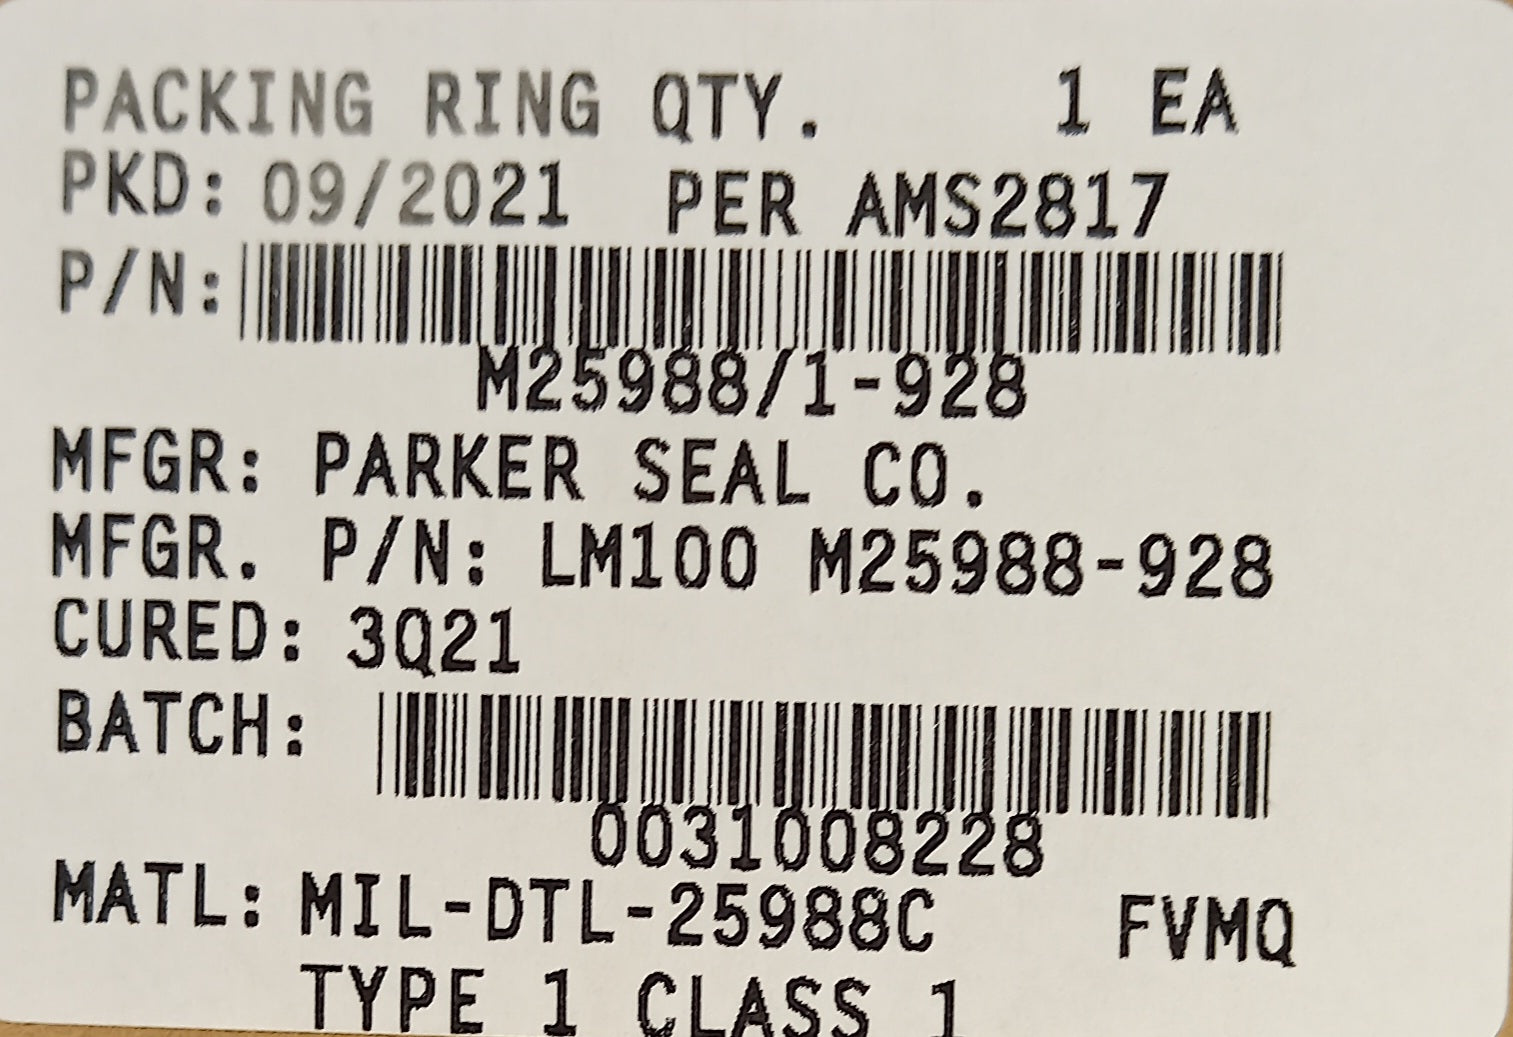 PACKING RING QTY. 1 EA
PKD: 09/2021 PER AMS2817
P/N:
M25988/1-928
MFGR: PARKER SEAL CO.
MFGR. P/N: LM100 M25988-928
CURED: 3Q21
BATCH:
0031008228
MATL: MIL-DTL-25988C FVMQ
TYPE 1 CLASS 1